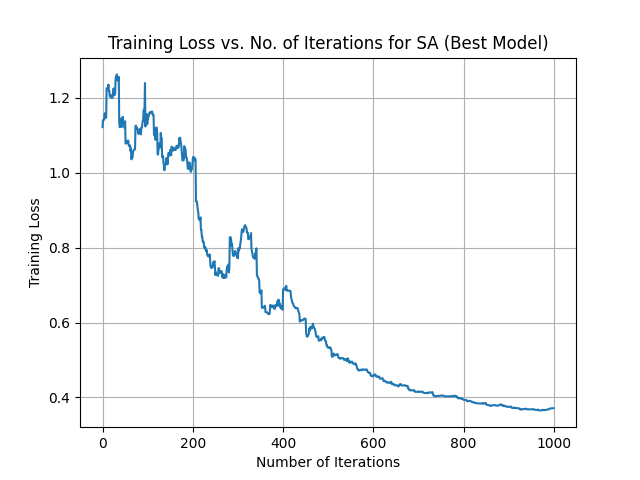 Training Loss vs. No. of Iterations for SA (Best Model)
1.2
1.0
0.8
0.6
0.4
Training Loss
0 200 400 600 800 1000
Number of Iterations